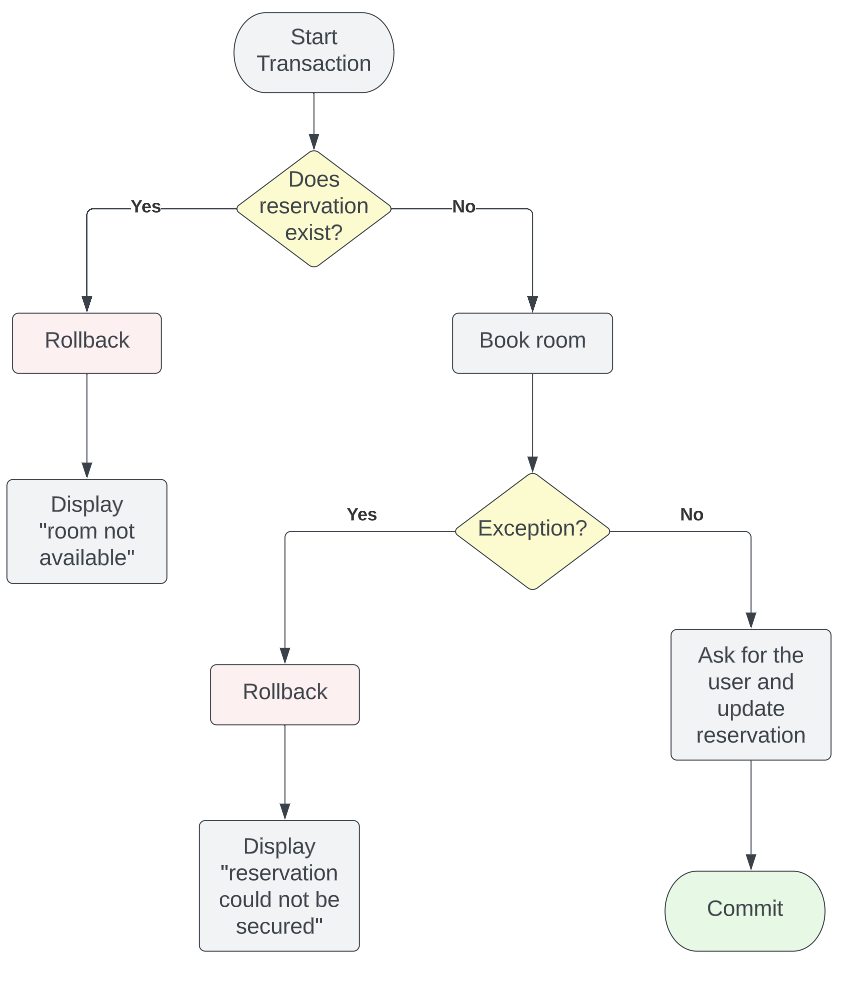 Start
Transaction
Does
reservation
exist?
Yes
No
Rollback
Book room
Display
"room not
available"
Exception?
Yes
No
Rollback
Ask for the
user and
update
reservation
Display
"reservation
could not be
secured"
Commit